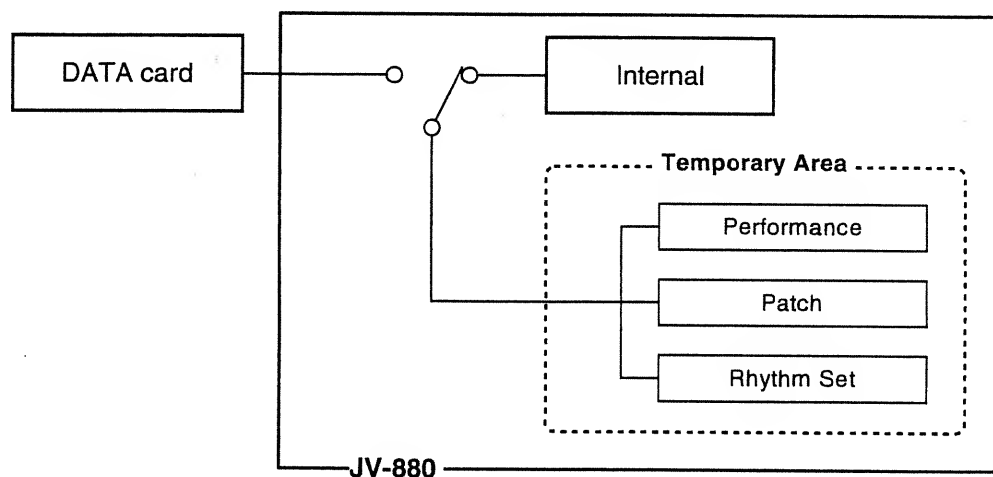 DATA card
Internal
Temporary Area
Performance
Patch
Rhythm Set
JV-880